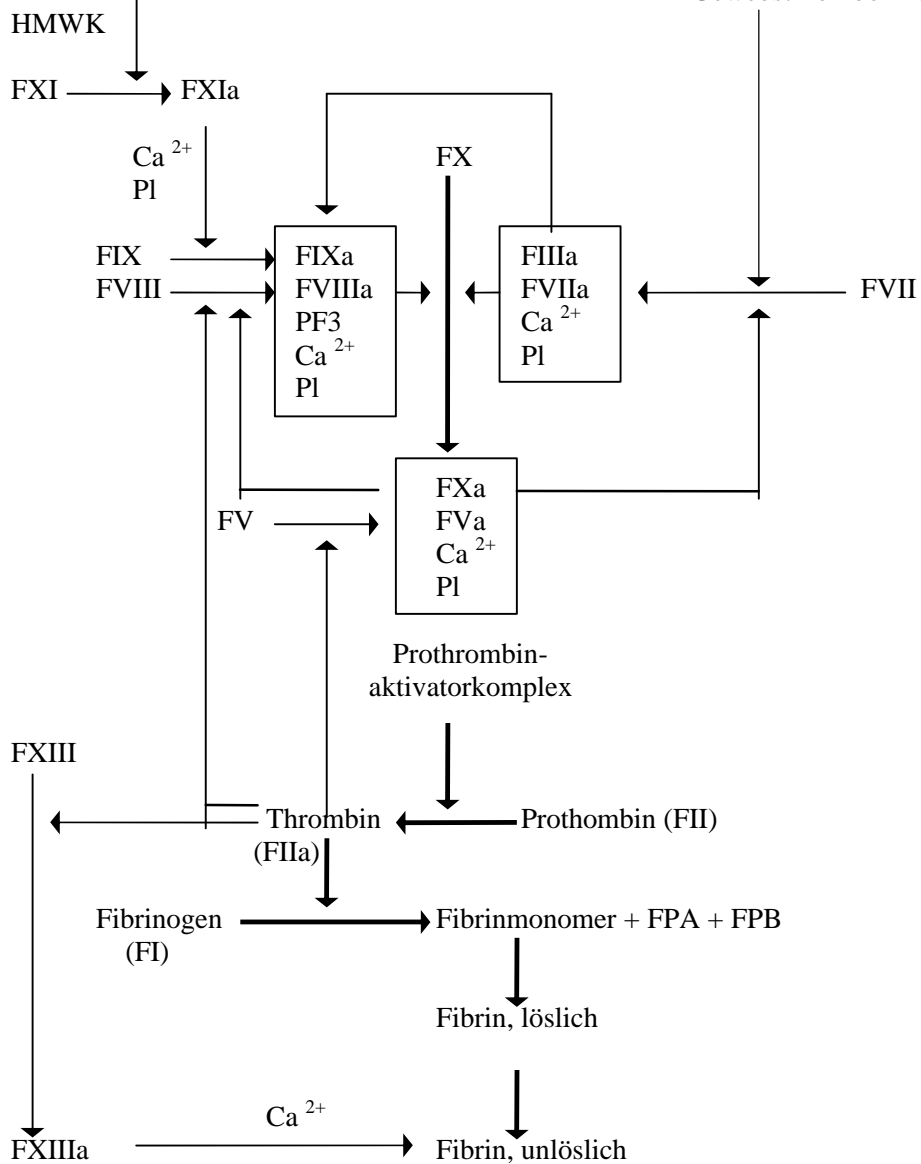 HMWK
FXI FXIa
Ca 2+
Pl
FX
FIX
FVIII
FIXa
FVIIIa
PF3
Ca 2+
Pl
FIIIa
FVIIa
Ca 2+
Pl
FVII
FV
FXa
FVa
Ca 2+
Pl
Prothrombin-
aktivatorkomplex
FXIII
Thrombin
(FIIa)
Prothombin (FII)
Fibrinogen
(FI)
Fibrinmonomer + FPA + FPB
Fibrin, löslich
Ca 2+
FXIIIa
Fibrin, unlöslich